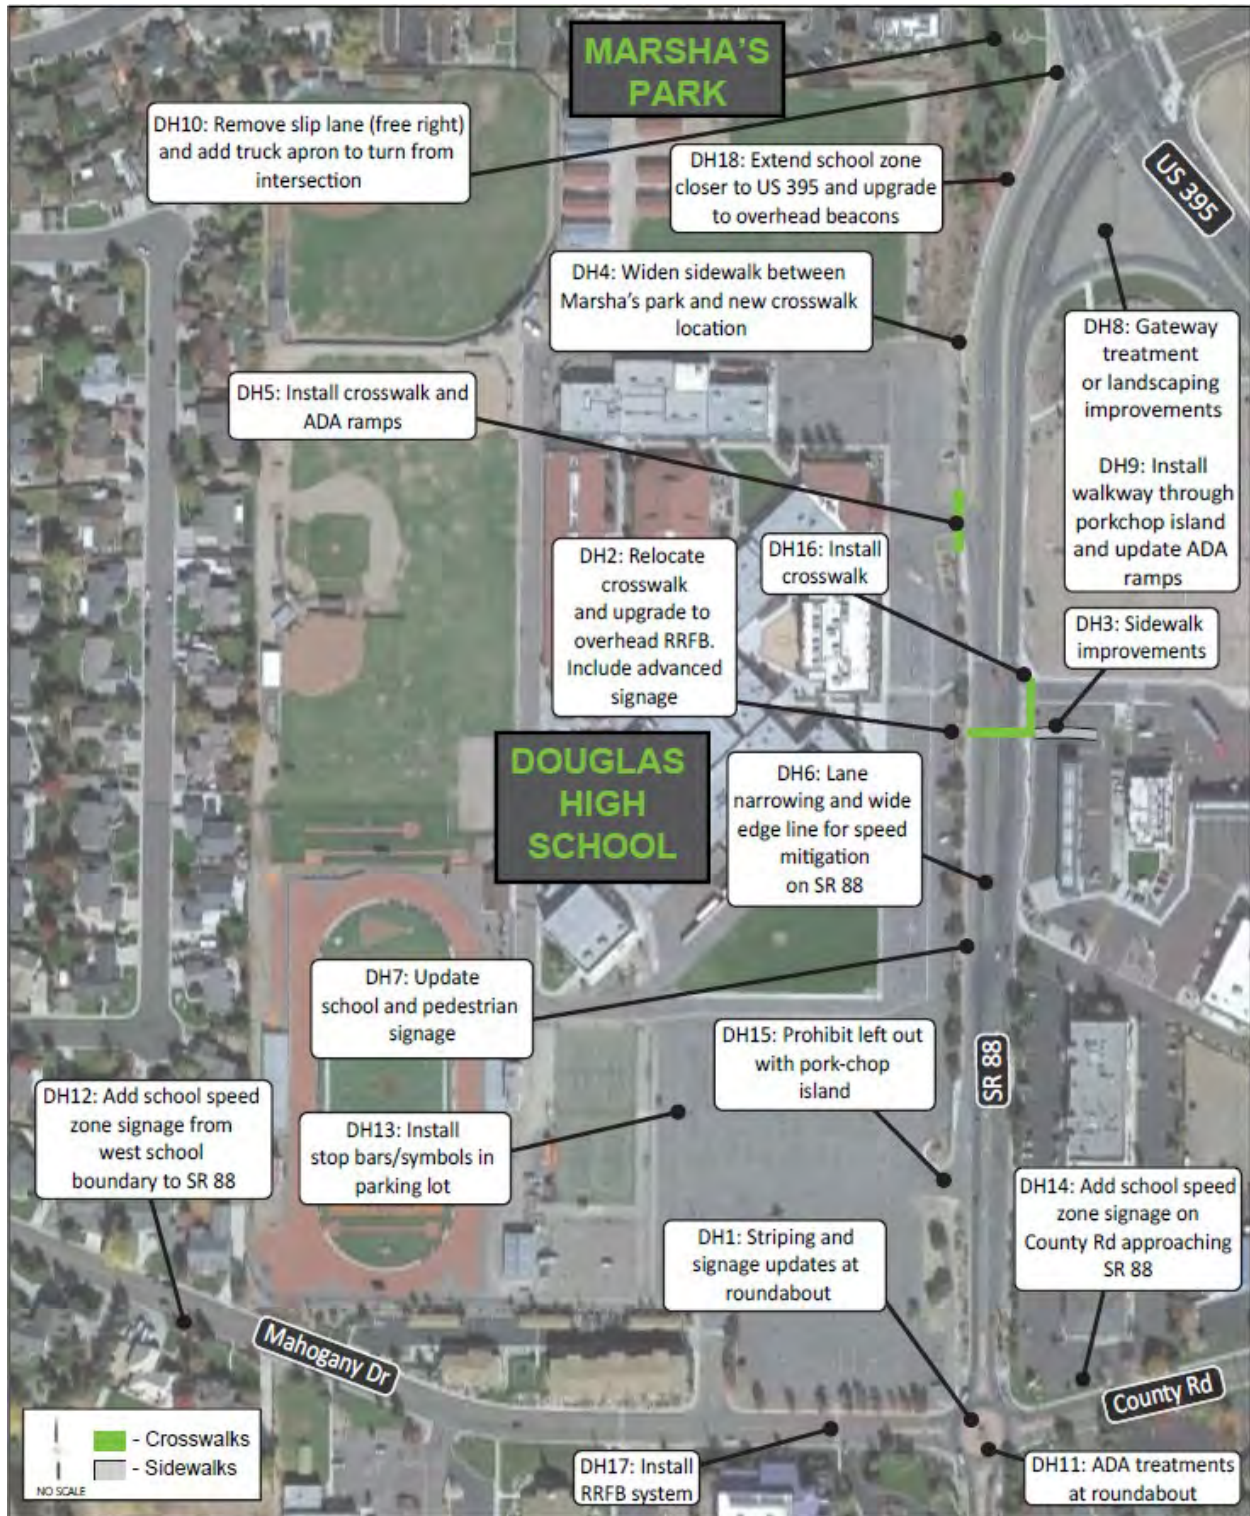 MARSHA'S
PARK
DH10: Remove slip lane (free right)
and add truck apron to turn from
intersection
DH18: Extend school zone
closer to US 395 and upgrade
to overhead beacons
US 395
DH4: Widen sidewalk between
Marsha's park and new crosswalk
location
DH8: Gateway
treatment
or landscaping
improvements
DH9: Install
walkway through
porkchop island
and update ADA
ramps
DH5: Install crosswalk and
ADA ramps
DH2: Relocate
crosswalk
and upgrade to
overhead RRFB.
Include advanced
signage
DH16: Install
crosswalk
DH3: Sidewalk
improvements
DOUGLAS
HIGH
SCHOOL
DH6: Lane
narrowing and wide
edge line for speed
mitigation
on SR 88
DH7: Update
school and pedestrian
signage
DH15: Prohibit left out
with pork-chop
island
SR 88
DH12: Add school speed
zone signage from
west school
boundary to SR 88
DH13: Install
stop bars/symbols in
parking lot
DH14: Add school speed
zone signage on
County Rd approaching
SR 88
DH1: Striping and
signage updates at
roundabout
Mahogany Dr
County Rd
- Crosswalks
- Sidewalks
NO SCALE
DH17: Install
RRFB system
DH11: ADA treatments
at roundabout